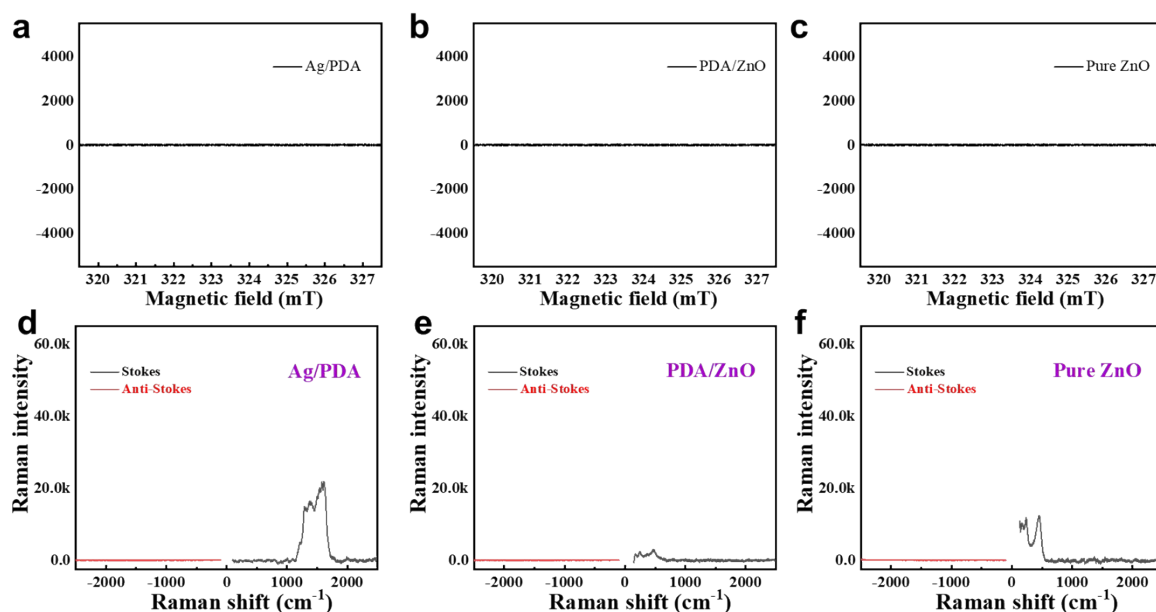 a
4000
2000
0
-2000
-4000
Ag/PDA
320 321 322 323 324 325 326 327
Magnetic field (mT)
b
4000
2000
0
-2000
-4000
PDA/ZnO
320 321 322 323 324 325 326 327
Magnetic field (mT)
c
4000
2000
0
-2000
-4000
Pure ZnO
320 321 322 323 324 325 326 327
Magnetic field (mT)
d
Raman intensity
60.0k
40.0k
20.0k
0.0
Stokes
Anti-Stokes
Ag/PDA
-2000 -1000 0 1000 2000
Raman shift (cm⁻¹)
e
Raman intensity
60.0k
40.0k
20.0k
0.0
Stokes
Anti-Stokes
PDA/ZnO
-2000 -1000 0 1000 2000
Raman shift (cm⁻¹)
f
Raman intensity
60.0k
40.0k
20.0k
0.0
Stokes
Anti-Stokes
Pure ZnO
-2000 -1000 0 1000 2000
Raman shift (cm⁻¹)